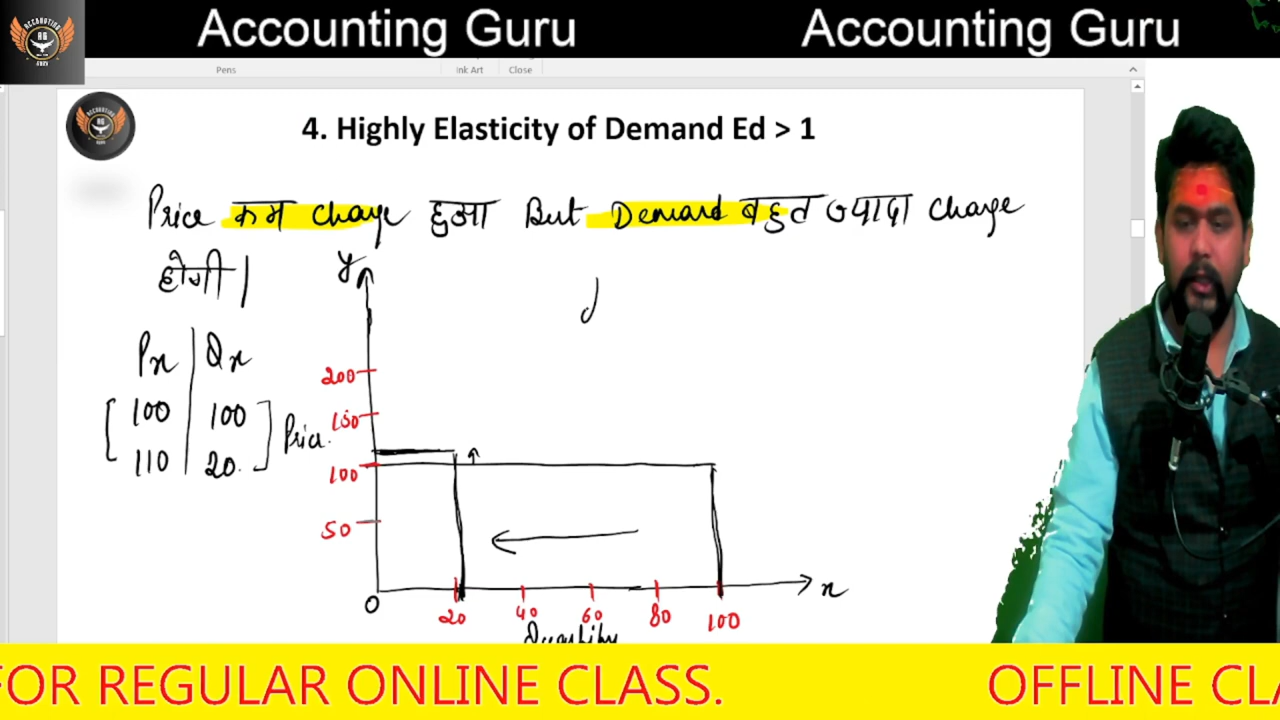 Accounting Guru
Accounting Guru
Pens
Ink Art
Close
4. Highly Elasticity of Demand Ed > 1
Price कम Change हुआ But Demand बहुत ज्यादा Change
होगी।
Px Qx
100 100
110 20
Price
y
200
150
100
50
0
20 40 60 80 100
x
Quantity
FOR REGULAR ONLINE CLASS.
OFFLINE CLA